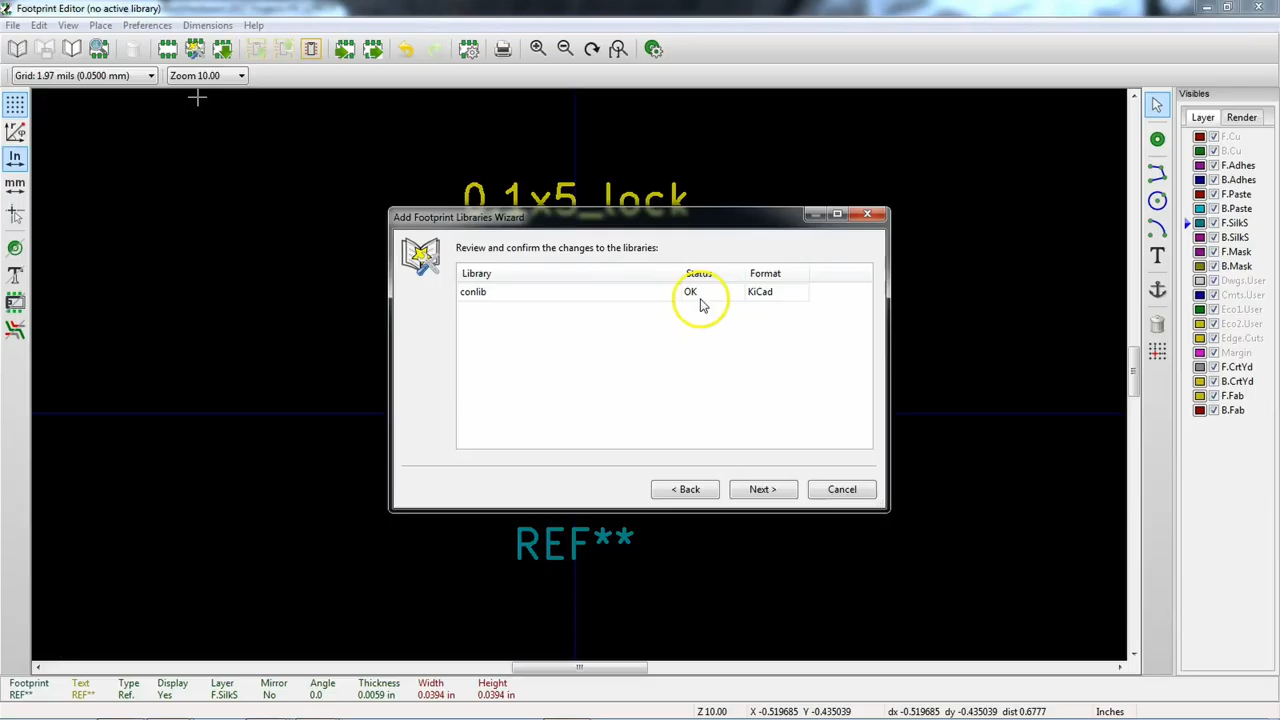 Footprint Editor (no active library)
File Edit View Place Preferences Dimensions Help
Grid: 1.97 mils (0.0500 mm) Zoom 10.00
In
mm
0.1x5_lock
Add Footprint Libraries Wizard
Review and confirm the changes to the libraries:
Library Status Format
conlib OK KiCad
< Back Next > Cancel
REF**
Visibles
Layer Render
F.Cu
B.Cu
F.Adhes
B.Adhes
F.Paste
B.Paste
F.SilkS
B.SilkS
F.Mask
B.Mask
Dwgs.User
Cmts.User
Eco1.User
Eco2.User
Edge.Cuts
Margin
F.CrtYd
B.CrtYd
F.Fab
B.Fab
Footprint Text Type Display Layer Mirror Angle Thickness Width Height
REF** REF** Ref. Yes F.SilkS No 0.0 0.0059 in 0.0394 in 0.0394 in
Z 10.00 X -0.519685 Y -0.435039 dx -0.519685 dy -0.435039 dist 0.6777 Inches